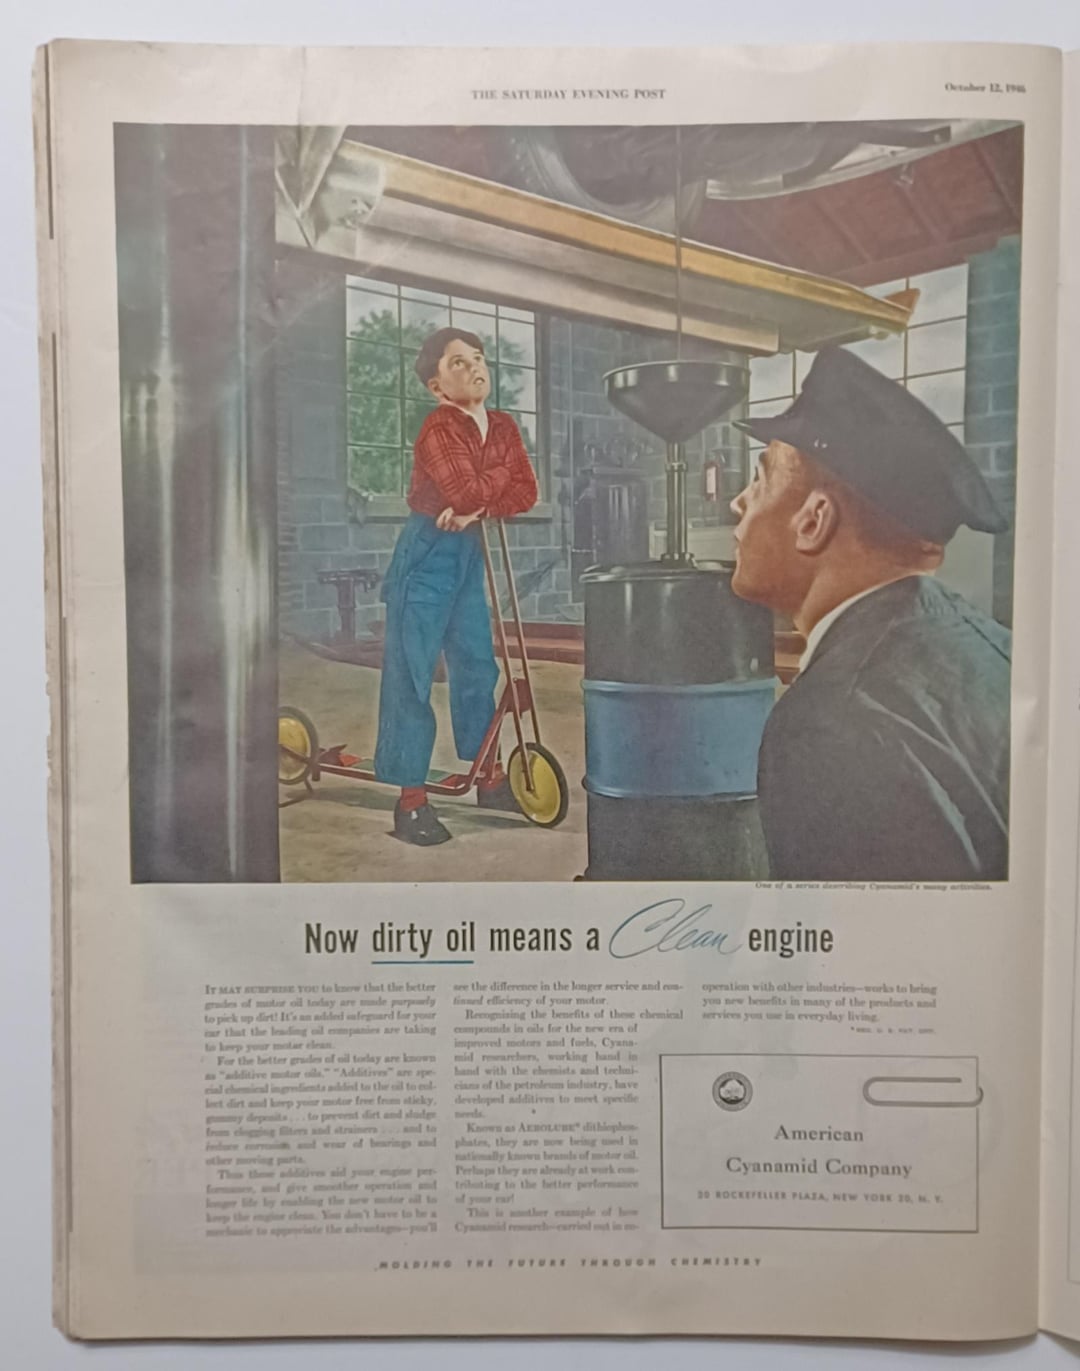 THE SATURDAY EVENING POST
October 12, 1946
One of a series describing Cyanamid's many activities.
Now dirty oil means a Clean engine
IT MAY SURPRISE YOU to know that the better
grades of motor oil today are made purposely
to pick up dirt! It's an added safeguard for your
car that the leading oil companies are taking
to keep your motor clean.
For the better grades of oil today are known
as "additive motor oils." "Additives" are spe-
cial chemical ingredients added to the oil to col-
lect dirt and keep your motor free from sticky,
gummy deposits . . . to prevent dirt and sludge
from clogging filters and strainers . . . and to
reduce corrosion and wear of bearings and
other moving parts.
Thus these additives aid your engine per-
formance, and give smoother operation and
longer life by enabling the new motor oil to
keep the engine clean. You don't have to be a
mechanic to appreciate the advantages—you'll
see the difference in the longer service and con-
tinued efficiency of your motor.
Recognizing the benefits of these chemical
compounds in oils for the new era of
improved motors and fuels, Cyana-
mid researchers, working hand in
hand with the chemists and techni-
cians of the petroleum industry, have
developed additives to meet specific
needs.
Known as AEROLUBE* dithiophos-
phates, they are now being used in
nationally known brands of motor oil.
Perhaps they are already at work con-
tributing to the better performance
of your car!
This is another example of how
Cyanamid research—carried out in co-
operation with other industries—works to bring
you new benefits in many of the products and
services you use in everyday living.
*REG. U. S. PAT. OFF.
American
Cyanamid Company
30 ROCKEFELLER PLAZA, NEW YORK 20, N. Y.
MOLDING THE FUTURE THROUGH CHEMISTRY